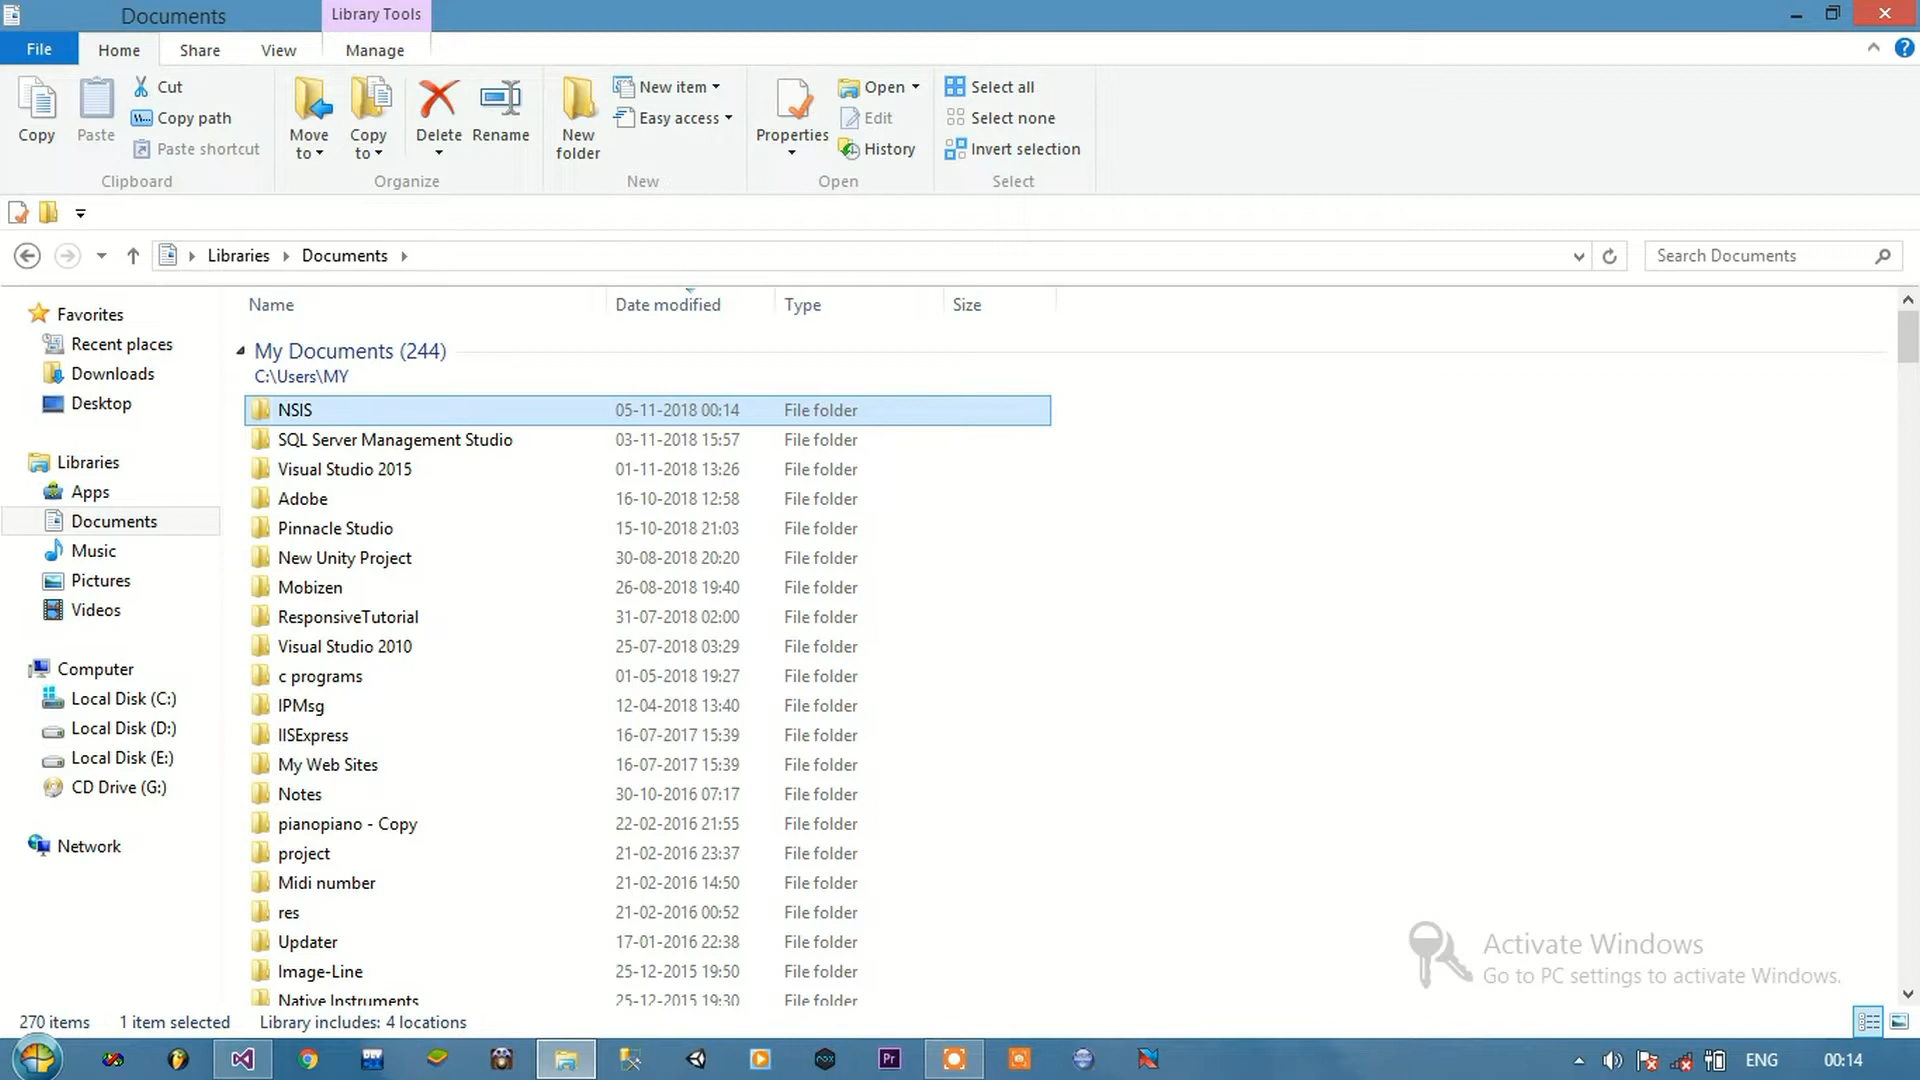 Documents
Library Tools
File
Home
Share
View
Manage
Copy
Paste
Cut
Copy path
Paste shortcut
Clipboard
Move to
Copy to
Delete
Rename
Organize
New folder
New item
Easy access
New
Properties
Open
Edit
History
Open
Select all
Select none
Invert selection
Select
Libraries
Documents
Search Documents
Favorites
Recent places
Downloads
Desktop
Libraries
Apps
Documents
Music
Pictures
Videos
Computer
Local Disk (C:)
Local Disk (D:)
Local Disk (E:)
CD Drive (G:)
Network
Name Date modified Type Size
My Documents (244)
C:\Users\MY
NSIS 05-11-2018 00:14 File folder
SQL Server Management Studio 03-11-2018 15:57 File folder
Visual Studio 2015 01-11-2018 13:26 File folder
Adobe 16-10-2018 12:58 File folder
Pinnacle Studio 15-10-2018 21:03 File folder
New Unity Project 30-08-2018 20:20 File folder
Mobizen 26-08-2018 19:40 File folder
ResponsiveTutorial 31-07-2018 02:00 File folder
Visual Studio 2010 25-07-2018 03:29 File folder
c programs 01-05-2018 19:27 File folder
IPMsg 12-04-2018 13:40 File folder
IISExpress 16-07-2017 15:39 File folder
My Web Sites 16-07-2017 15:39 File folder
Notes 30-10-2016 07:17 File folder
pianopiano - Copy 22-02-2016 21:55 File folder
project 21-02-2016 23:37 File folder
Midi number 21-02-2016 14:50 File folder
res 21-02-2016 00:52 File folder
Updater 17-01-2016 22:38 File folder
Image-Line 25-12-2015 19:50 File folder
Native Instruments 25-12-2015 19:30 File folder
Activate Windows
Go to PC settings to activate Windows.
270 items 1 item selected Library includes: 4 locations
DEV
nox
Pr
ENG
00:14